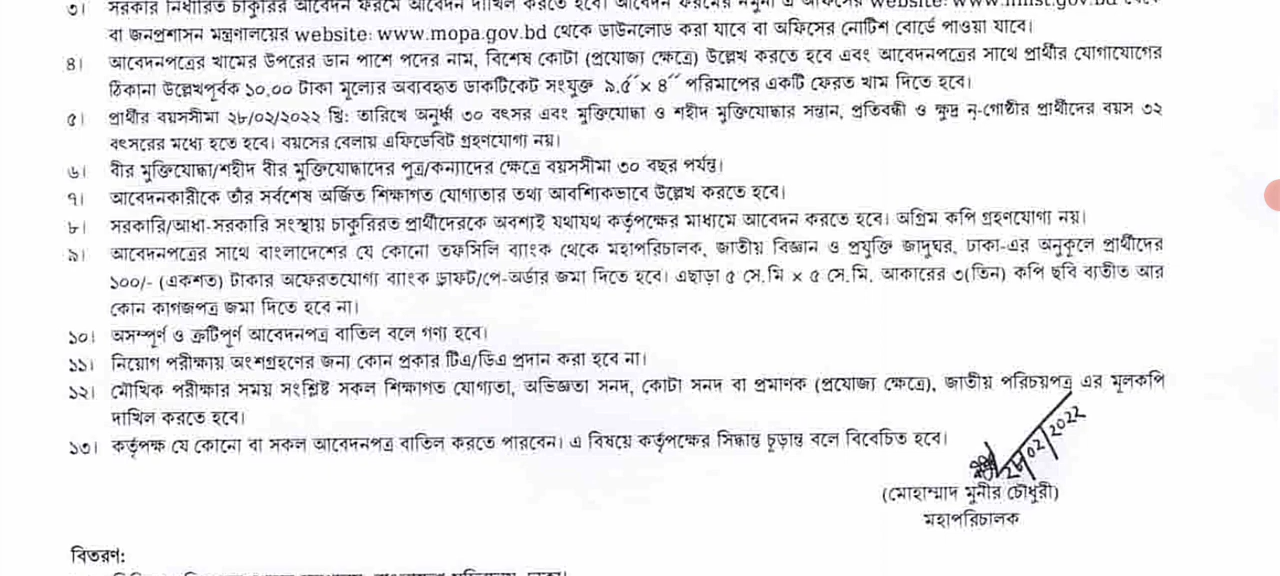 ৩। সরকার নির্ধারিত চাকুরির আবেদন ফরমে আবেদন দাখিল করতে হবে। আবেদন ফরমের নমুনা এ অফিসের website: www.nmst.gov.bd থেকে
বা জনপ্রশাসন মন্ত্রণালয়ের website: www.mopa.gov.bd থেকে ডাউনলোড করা যাবে বা অফিসের নোটিশ বোর্ডে পাওয়া যাবে।
৪। আবেদনপত্রের খামের উপরের ডান পাশে পদের নাম, বিশেষ কোটা (প্রযোজ্য ক্ষেত্রে) উল্লেখ করতে হবে এবং আবেদনপত্রের সাথে প্রার্থীর যোগাযোগের
ঠিকানা উল্লেখপূর্বক ১০.০০ টাকা মূল্যের অব্যবহৃত ডাকটিকেট সংযুক্ত ৯.৫˝× ৪˝ পরিমাপের একটি ফেরত খাম দিতে হবে।
৫। প্রার্থীর বয়সসীমা ২৮/০২/২০২২ খ্রি: তারিখে অনুর্ধ্ব ৩০ বৎসর এবং মুক্তিযোদ্ধা ও শহীদ মুক্তিযোদ্ধার সন্তান, প্রতিবন্ধী ও ক্ষুদ্র নৃ-গোষ্ঠীর প্রার্থীদের বয়স ৩২
বৎসরের মধ্যে হতে হবে। বয়সের বেলায় এফিডেবিট গ্রহণযোগ্য নয়।
৬। বীর মুক্তিযোদ্ধা/শহীদ বীর মুক্তিযোদ্ধাদের পুত্র/কন্যাদের ক্ষেত্রে বয়সসীমা ৩০ বছর পর্যন্ত।
৭। আবেদনকারীকে তাঁর সর্বশেষ অর্জিত শিক্ষাগত যোগ্যতার তথ্য আবশ্যিকভাবে উল্লেখ করতে হবে।
৮। সরকারি/আধা-সরকারি সংস্থায় চাকুরিরত প্রার্থীদেরকে অবশ্যই যথাযথ কর্তৃপক্ষের মাধ্যমে আবেদন করতে হবে। অগ্রিম কপি গ্রহণযোগ্য নয়।
৯। আবেদনপত্রের সাথে বাংলাদেশের যে কোনো তফসিলি ব্যাংক থেকে মহাপরিচালক, জাতীয় বিজ্ঞান ও প্রযুক্তি জাদুঘর, ঢাকা-এর অনুকূলে প্রার্থীদের
১০০/- (একশত) টাকার অফেরতযোগ্য ব্যাংক ড্রাফট/পে-অর্ডার জমা দিতে হবে। এছাড়া ৫ সে.মি × ৫ সে.মি. আকারের ৩(তিন) কপি ছবি ব্যতীত আর
কোন কাগজপত্র জমা দিতে হবে না।
১০। অসম্পূর্ণ ও ত্রুটিপূর্ণ আবেদনপত্র বাতিল বলে গণ্য হবে।
১১। নিয়োগ পরীক্ষায় অংশগ্রহণের জন্য কোন প্রকার টিএ/ডিএ প্রদান করা হবে না।
১২। মৌখিক পরীক্ষার সময় সংশ্লিষ্ট সকল শিক্ষাগত যোগ্যতা, অভিজ্ঞতা সনদ, কোটা সনদ বা প্রমাণক (প্রযোজ্য ক্ষেত্রে), জাতীয় পরিচয়পত্র এর মূলকপি
দাখিল করতে হবে।
১৩। কর্তৃপক্ষ যে কোনো বা সকল আবেদনপত্র বাতিল করতে পারবেন। এ বিষয়ে কর্তৃপক্ষের সিদ্ধান্ত চূড়ান্ত বলে বিবেচিত হবে।
২৮/০২/২০২২
(মোহাম্মাদ মুনীর চৌধুরী)
মহাপরিচালক
বিতরণ: